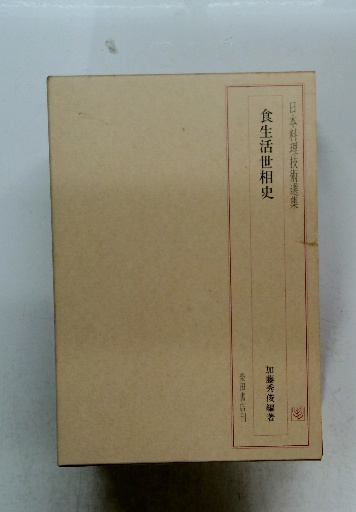 日本料理技術選集
食生活世相史
加藤秀俊編著
柴田書店刊